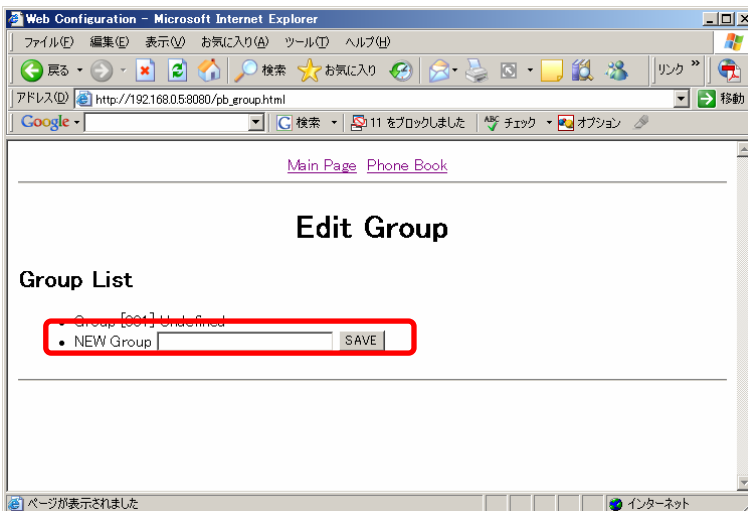 Web Configuration - Microsoft Internet Explorer
ファイル(F) 編集(E) 表示(V) お気に入り(A) ツール(T) ヘルプ(H)
戻る 検索 お気に入り リンク »
アドレス(D) http://192.168.0.5:8080/pb_group.html 移動
Google 検索 11 をブロックしました ABC チェック オプション
Main Page Phone Book
Edit Group
Group List
• Group [001] Undefined
• NEW Group SAVE
ページが表示されました インターネット